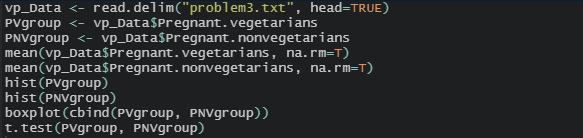 vp_Data <- read.delim("problem3.txt", head=TRUE)
PVgroup <- vp_Data$Pregnant.vegetarians
PNVgroup <- vp_Data$Pregnant.nonvegetarians
mean(vp_Data$Pregnant.vegetarians, na.rm=T)
mean(vp_Data$Pregnant.nonvegetarians, na.rm=T)
hist(PVgroup)
hist(PNVgroup)
boxplot(cbind(PVgroup, PNVgroup))
t.test(PVgroup, PNVgroup)